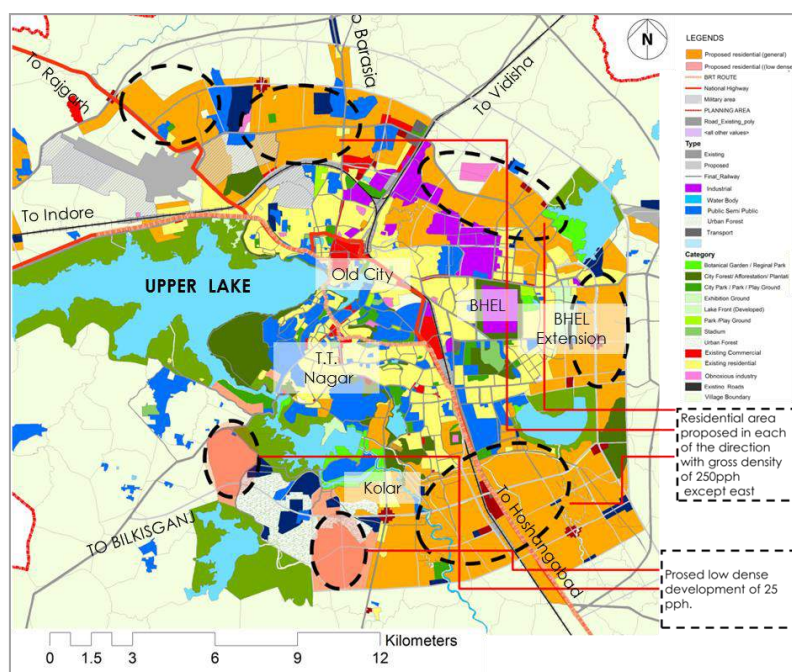 To Rajgarh
To Barasia
To Vidisha
N
To Indore
UPPER LAKE
Old City
BHEL
BHEL
Extension
T.T.
Nagar
Kolar
To Hoshangabad
TO BILKISGANJ
Kilometers
0 1.5 3 6 9 12
LEGENDS
Proposed residential (general)
Proposed residential ((low dense
BRT ROUTE
National Highway
Military area
PLANNING AREA
Road_Existing_poly
<all other values>
Type
Existing
Proposed
Final_Railway
Industrial
Water Body
Public Semi Public
Urban Forest
Transport
Category
Botanical Garden / Reginal Park
City Forest/ Afforestation/ Plantati
City Park / Park / Play Ground
Exhibition Ground
Lake Front (Developed)
Park /Play Ground
Stadium
Urban Forest
Existing Commercial
Existing residential
Obnoxious industry
Existing Roads
Village Boundary
Residential area
proposed in each
of the direction
with gross density
of 250pph
except east
Prosed low dense
development of 25
pph.